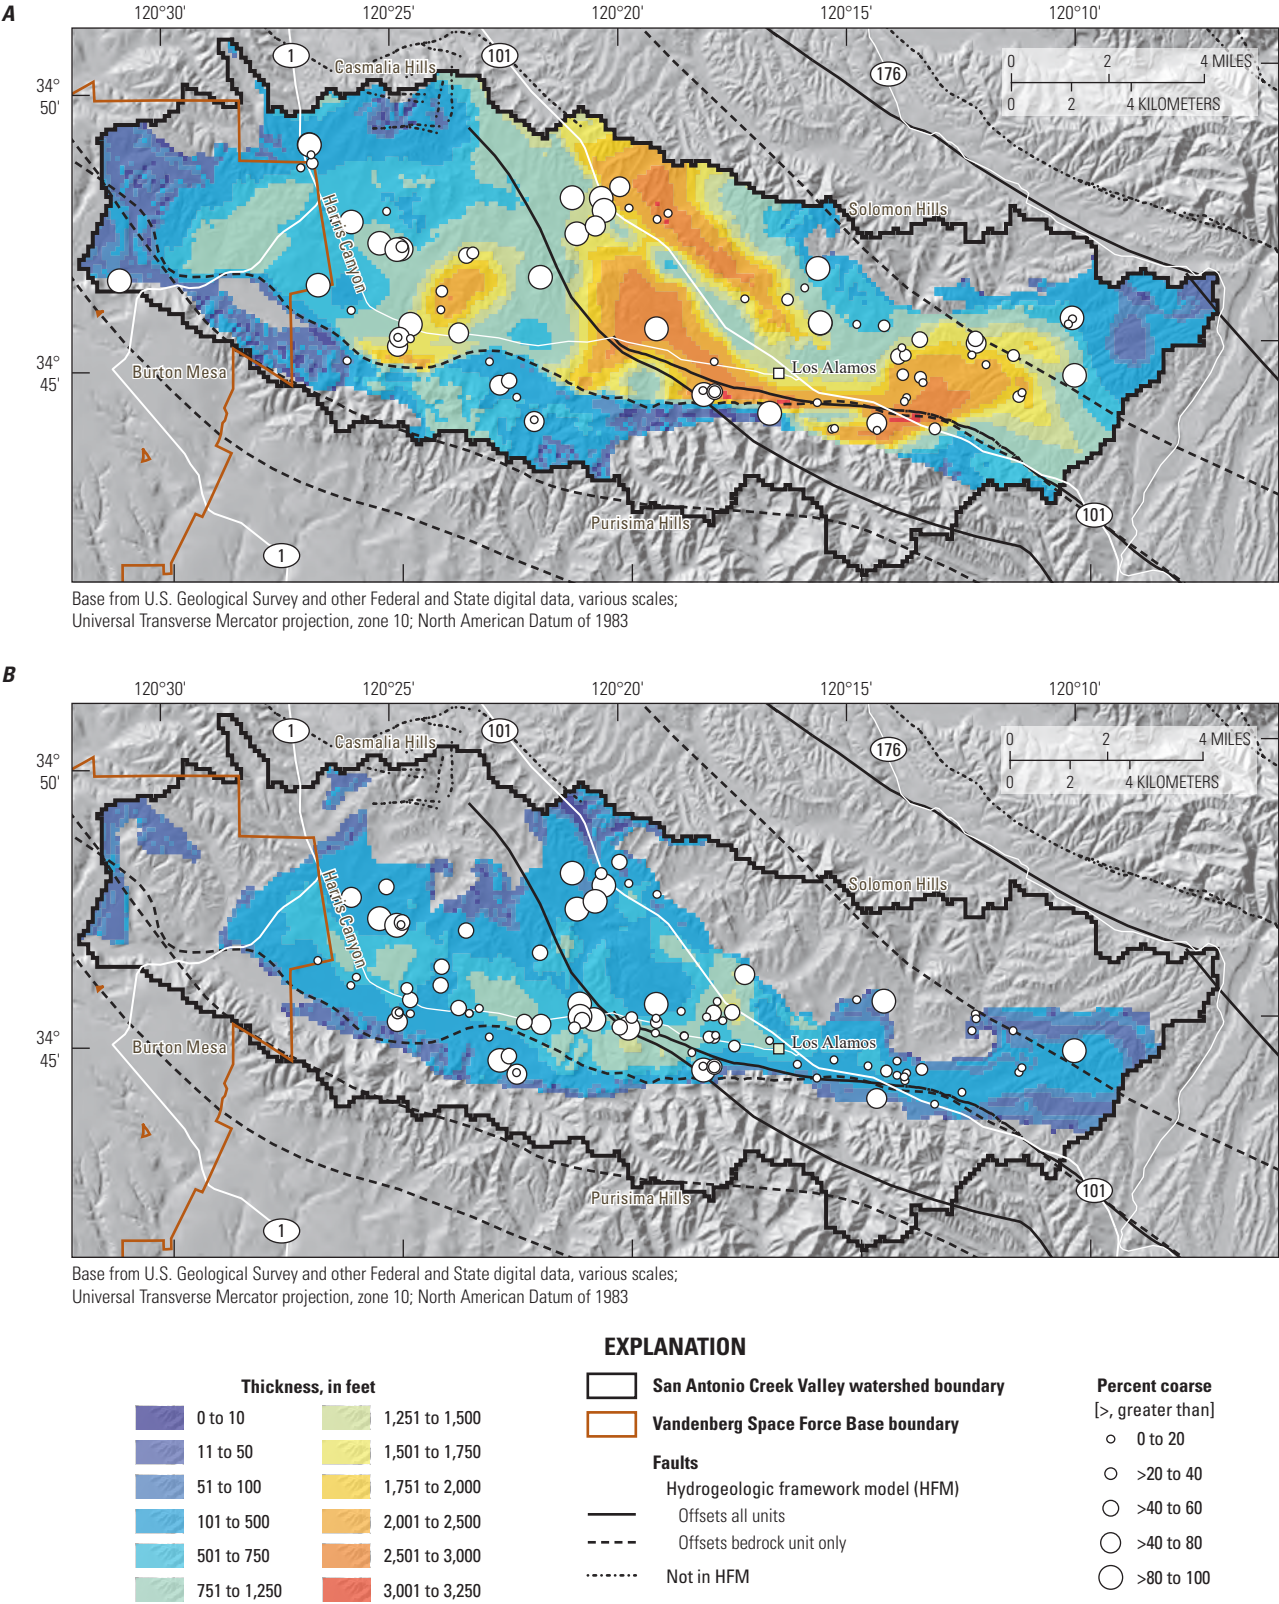 A
120°30'
120°25'
120°20'
120°15'
120°10'
34°
50'
34°
45'
1
101
176
Casmalia Hills
0 2 4 MILES
0 2 4 KILOMETERS
Harris Canyon
Solomon Hills
Burton Mesa
Los Alamos
Purisima Hills
101
1
Base from U.S. Geological Survey and other Federal and State digital data, various scales;
Universal Transverse Mercator projection, zone 10; North American Datum of 1983
B
120°30'
120°25'
120°20'
120°15'
120°10'
34°
50'
34°
45'
1
101
176
Casmalia Hills
0 2 4 MILES
0 2 4 KILOMETERS
Harris Canyon
Solomon Hills
Burton Mesa
Los Alamos
Purisima Hills
101
1
Base from U.S. Geological Survey and other Federal and State digital data, various scales;
Universal Transverse Mercator projection, zone 10; North American Datum of 1983
EXPLANATION
Thickness, in feet
0 to 10
11 to 50
51 to 100
101 to 500
501 to 750
751 to 1,250
1,251 to 1,500
1,501 to 1,750
1,751 to 2,000
2,001 to 2,500
2,501 to 3,000
3,001 to 3,250
San Antonio Creek Valley watershed boundary
Vandenberg Space Force Base boundary
Faults
Hydrogeologic framework model (HFM)
Offsets all units
Offsets bedrock unit only
Not in HFM
Percent coarse
[>, greater than]
0 to 20
>20 to 40
>40 to 60
>40 to 80
>80 to 100